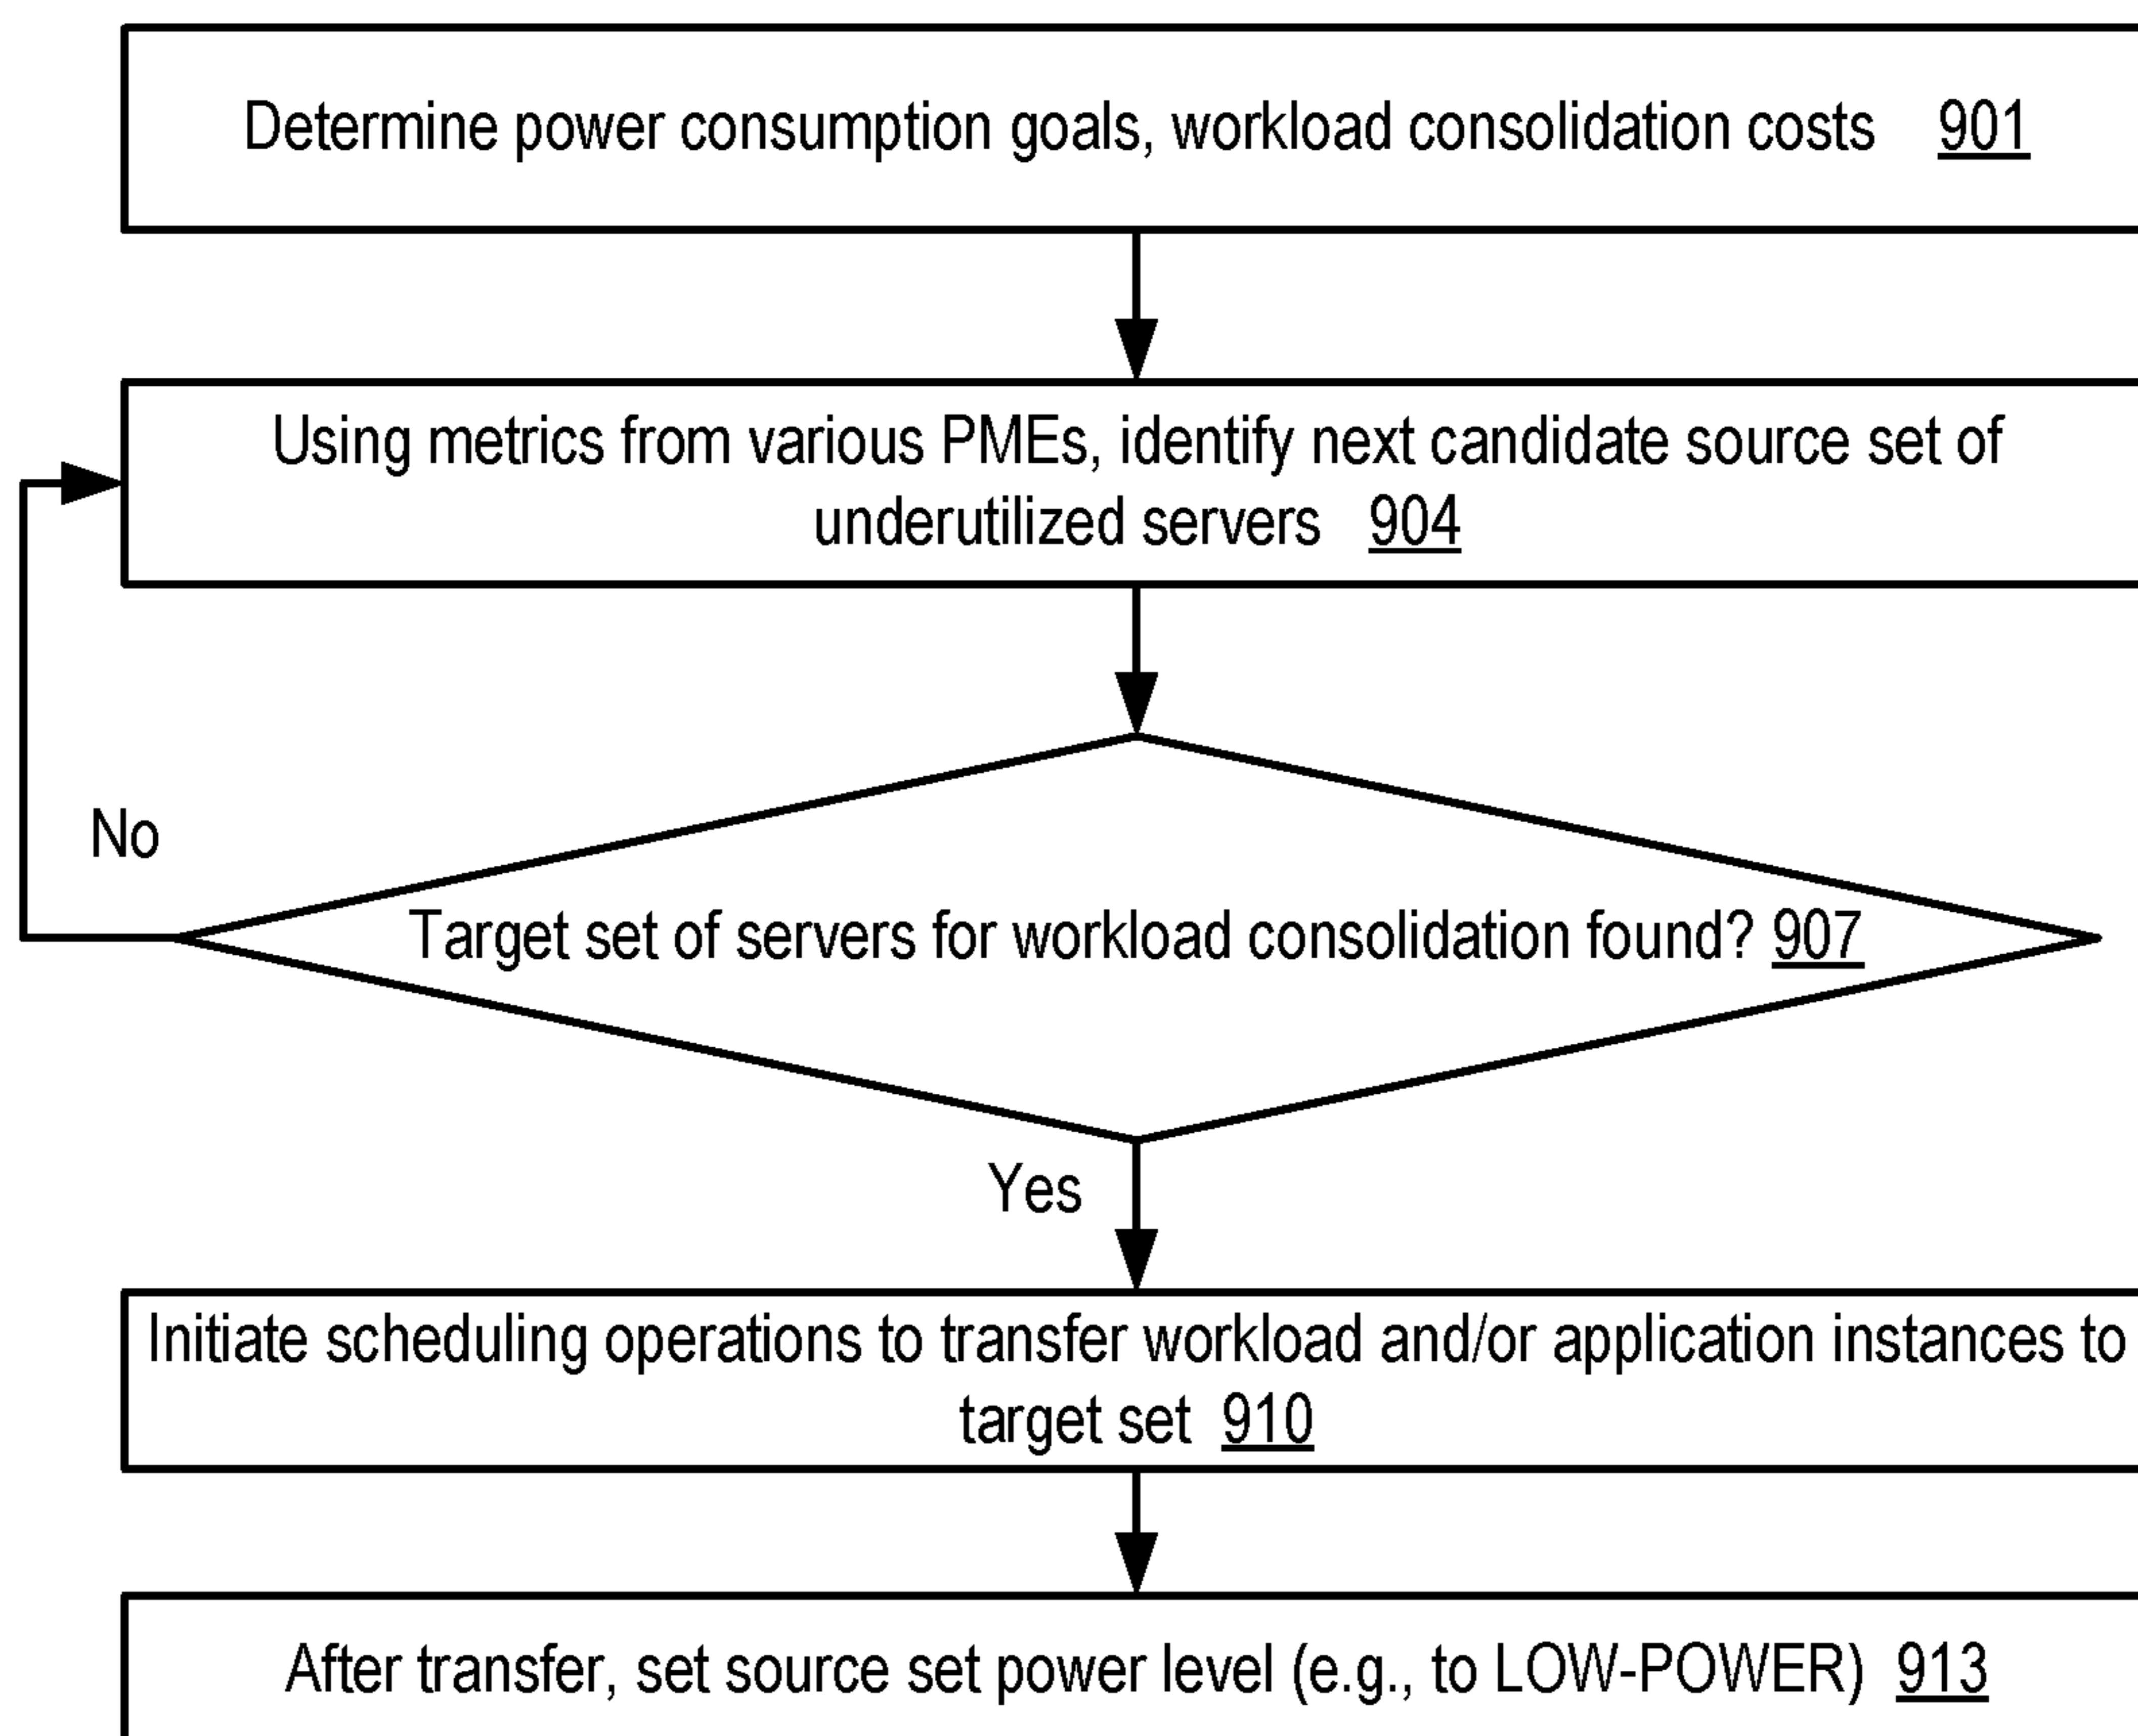 Determine power consumption goals, workload consolidation costs 901
Using metrics from various PMEs, identify next candidate source set of
underutilized servers 904
No
Target set of servers for workload consolidation found? 907
Yes
Initiate scheduling operations to transfer workload and/or application instances to
target set 910
After transfer, set source set power level (e.g., to LOW-POWER) 913